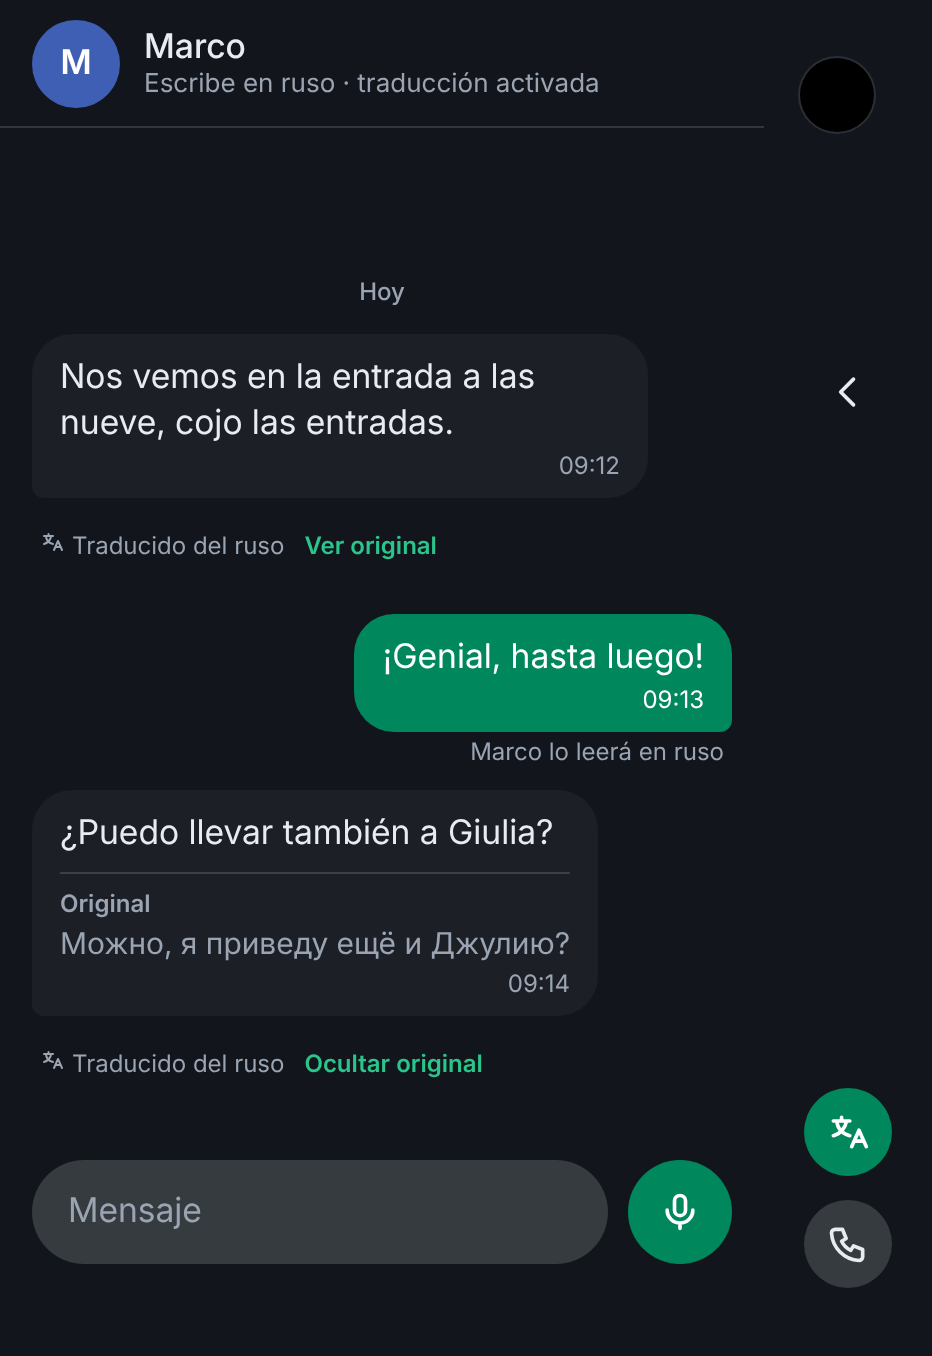 M
Marco
Escribe en ruso · traducción activada
Hoy
Nos vemos en la entrada a las
nueve, cojo las entradas.
09:12
Traducido del ruso Ver original
¡Genial, hasta luego!
09:13
Marco lo leerá en ruso
¿Puedo llevar también a Giulia?
Original
Можно, я приведу ещё и Джулию?
09:14
Traducido del ruso Ocultar original
Mensaje